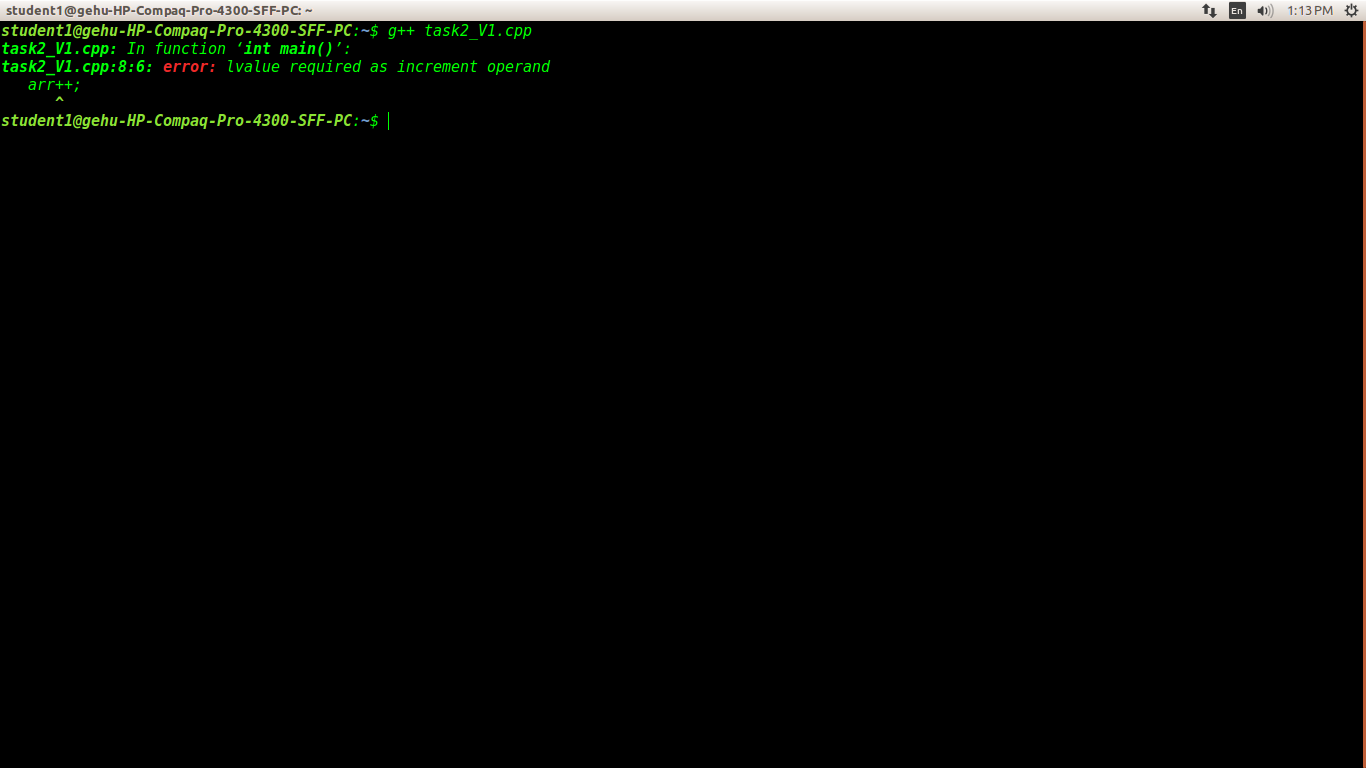 student1@gehu-HP-Compaq-Pro-4300-SFF-PC: ~ En 1:13 PM
student1@gehu-HP-Compaq-Pro-4300-SFF-PC:~$ g++ task2_V1.cpp
task2_V1.cpp: In function ‘int main()’:
task2_V1.cpp:8:6: error: lvalue required as increment operand
   arr++;
      ^
student1@gehu-HP-Compaq-Pro-4300-SFF-PC:~$